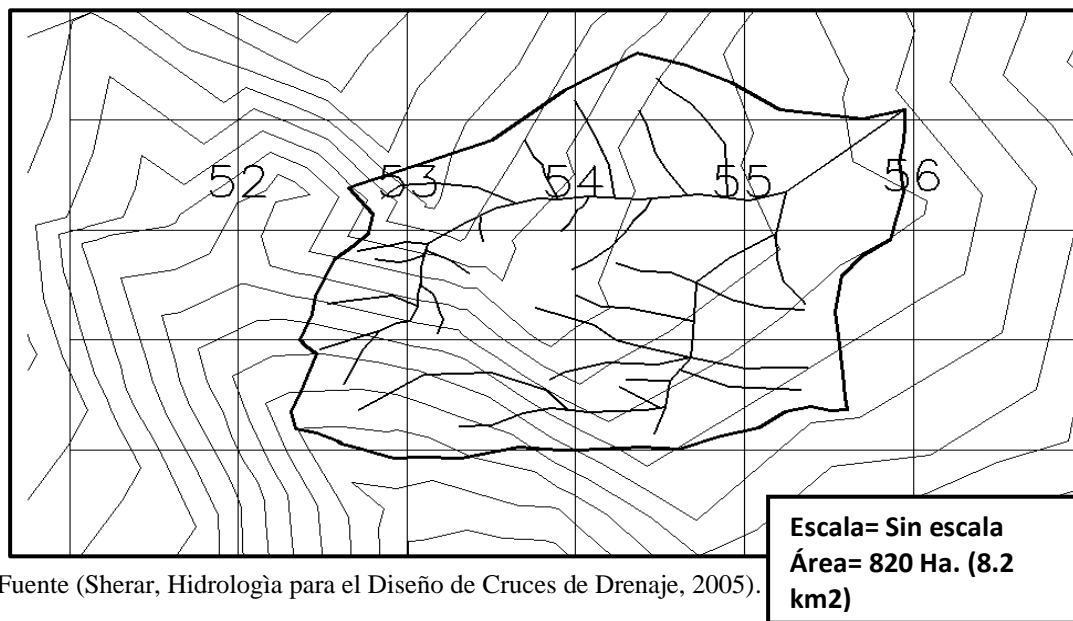 52
53
54
55
56
Escala= Sin escala
Área= 820 Ha. (8.2
km2)
Fuente (Sherar, Hidrologìa para el Diseño de Cruces de Drenaje, 2005).